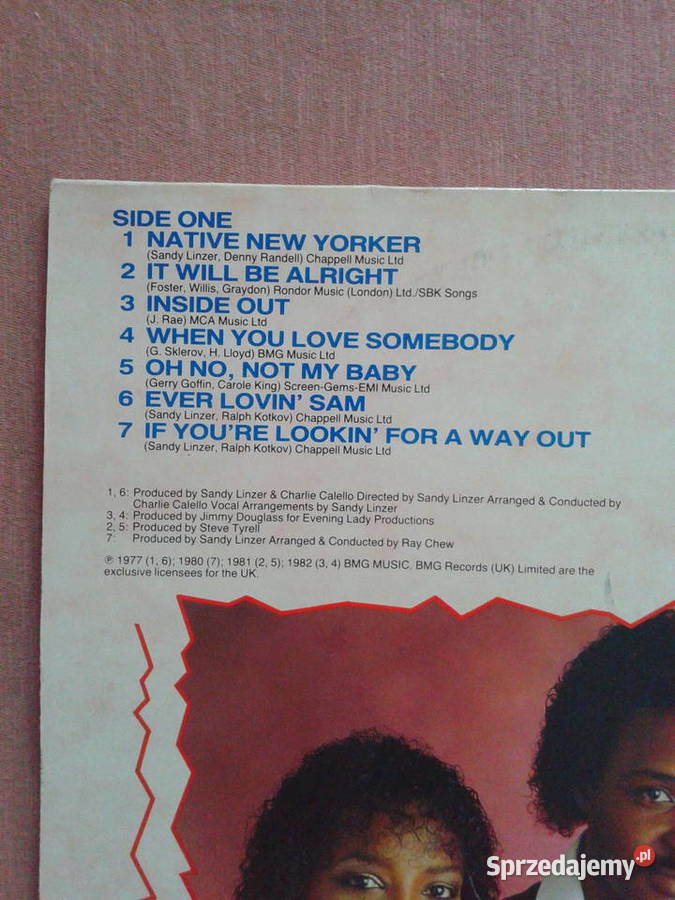 SIDE ONE
1 NATIVE NEW YORKER
(Sandy Linzer, Denny Randell) Chappell Music Ltd
2 IT WILL BE ALRIGHT
(Foster, Willis, Graydon) Rondor Music (London) Ltd./SBK Songs
3 INSIDE OUT
(J. Rae) MCA Music Ltd
4 WHEN YOU LOVE SOMEBODY
(G. Sklerov, H. Lloyd) BMG Music Ltd
5 OH NO, NOT MY BABY
(Gerry Goffin, Carole King) Screen-Gems-EMI Music Ltd
6 EVER LOVIN' SAM
(Sandy Linzer, Ralph Kotkov) Chappell Music Ltd
7 IF YOU'RE LOOKIN' FOR A WAY OUT
(Sandy Linzer, Ralph Kotkov) Chappell Music Ltd
1, 6: Produced by Sandy Linzer & Charlie Calello Directed by Sandy Linzer Arranged & Conducted by
Charlie Calello Vocal Arrangements by Sandy Linzer
3, 4: Produced by Jimmy Douglass for Evening Lady Productions
2, 5: Produced by Steve Tyrell
7: Produced by Sandy Linzer Arranged & Conducted by Ray Chew
℗ 1977 (1, 6); 1980 (7); 1981 (2, 5); 1982 (3, 4) BMG MUSIC. BMG Records (UK) Limited are the
exclusive licensees for the UK.
Sprzedajemy.pl